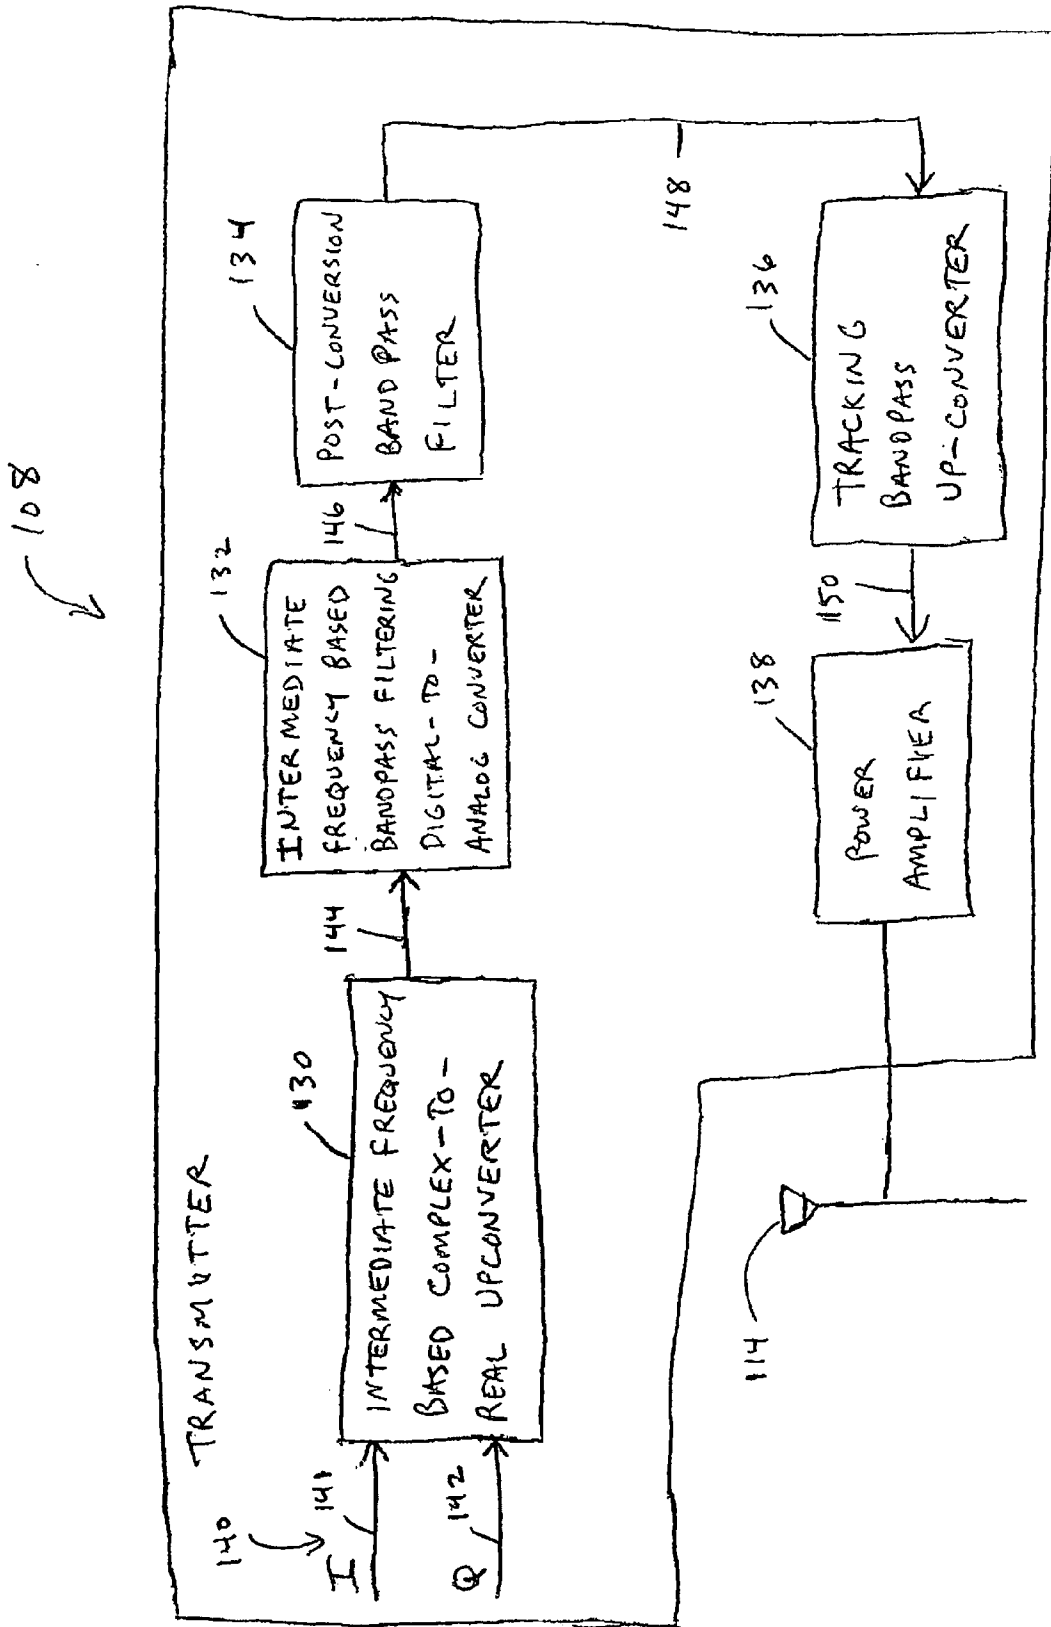 108
TRANSMITTER
140
I
141
Q
142
130
INTERMEDIATE FREQUENCY
BASED COMPLEX-TO-
REAL UPCONVERTER
144
132
INTERMEDIATE
FREQUENCY BASED
BANDPASS FILTERING
DIGITAL-TO-
ANALOG CONVERTER
146
134
POST-CONVERSION
BANDPASS
FILTER
148
136
TRACKING
BANDPASS
UP-CONVERTER
150
138
POWER
AMPLIFIER
114